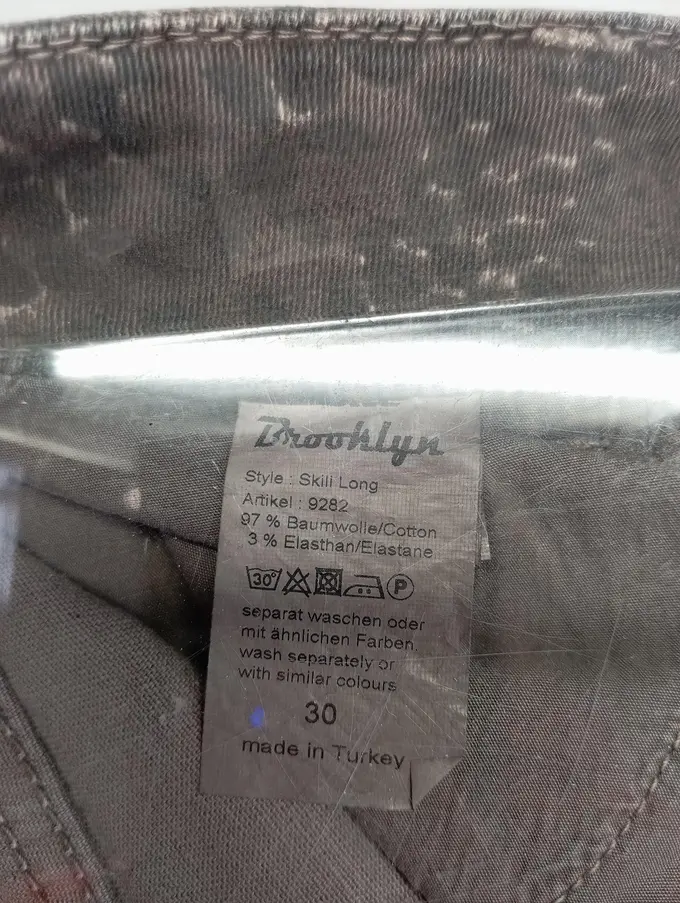 Brooklyn
Style : Skili Long
Artikel : 9282
97 % Baumwolle/Cotton
3 % Elasthan/Elastane
30° P
separat waschen oder
mit ähnlichen Farben,
wash separately or
with similar colours
30
made in Turkey